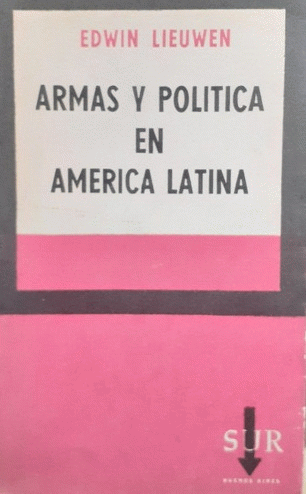 EDWIN LIEUWEN
ARMAS Y POLITICA
EN
AMERICA LATINA
SUR
BUENOS AIRES